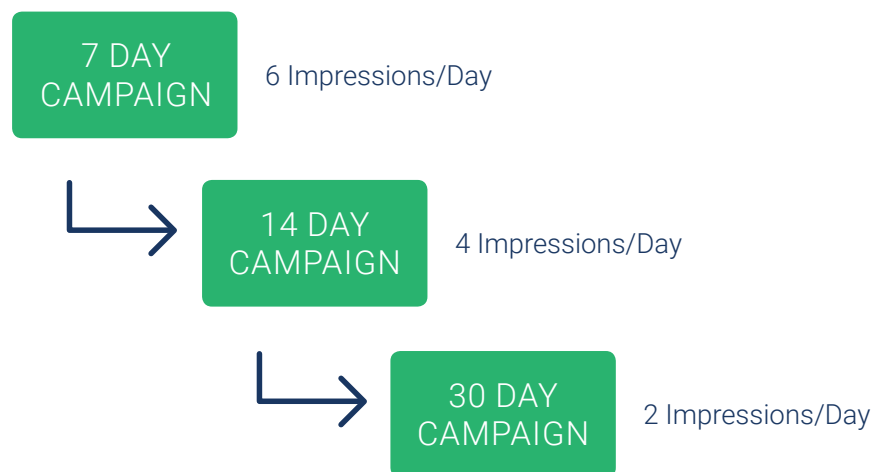 7 DAY
CAMPAIGN
6 Impressions/Day
14 DAY
CAMPAIGN
4 Impressions/Day
30 DAY
CAMPAIGN
2 Impressions/Day